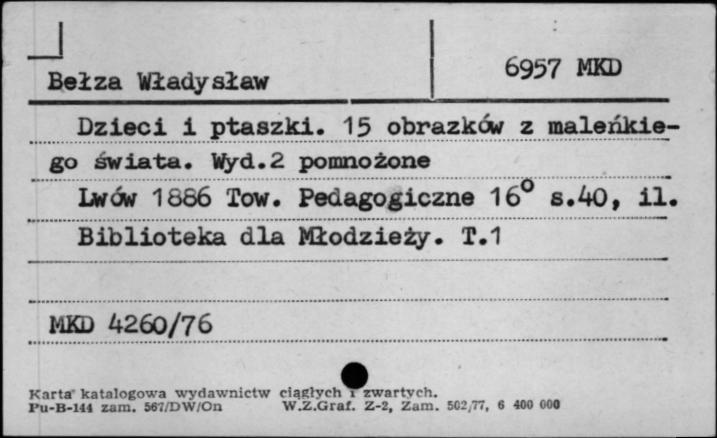 Bełza Władysław
6957 MKD
Dzieci i ptaszki. 15 obrazków z maleńkie-
go świata. Wyd.2 pomnożone
Lwów 1886 Tow. Pedagogiczne 16° s.40, il.
Biblioteka dla Młodzieży. T.1
MKD 4260/76
Karta katalogowa wydawnictw ciągłych i zwartych.
Pu-B-144 zam. 567/DW/On W.Z.Graf. Z-2, Zam. 502/77, 6 400 000